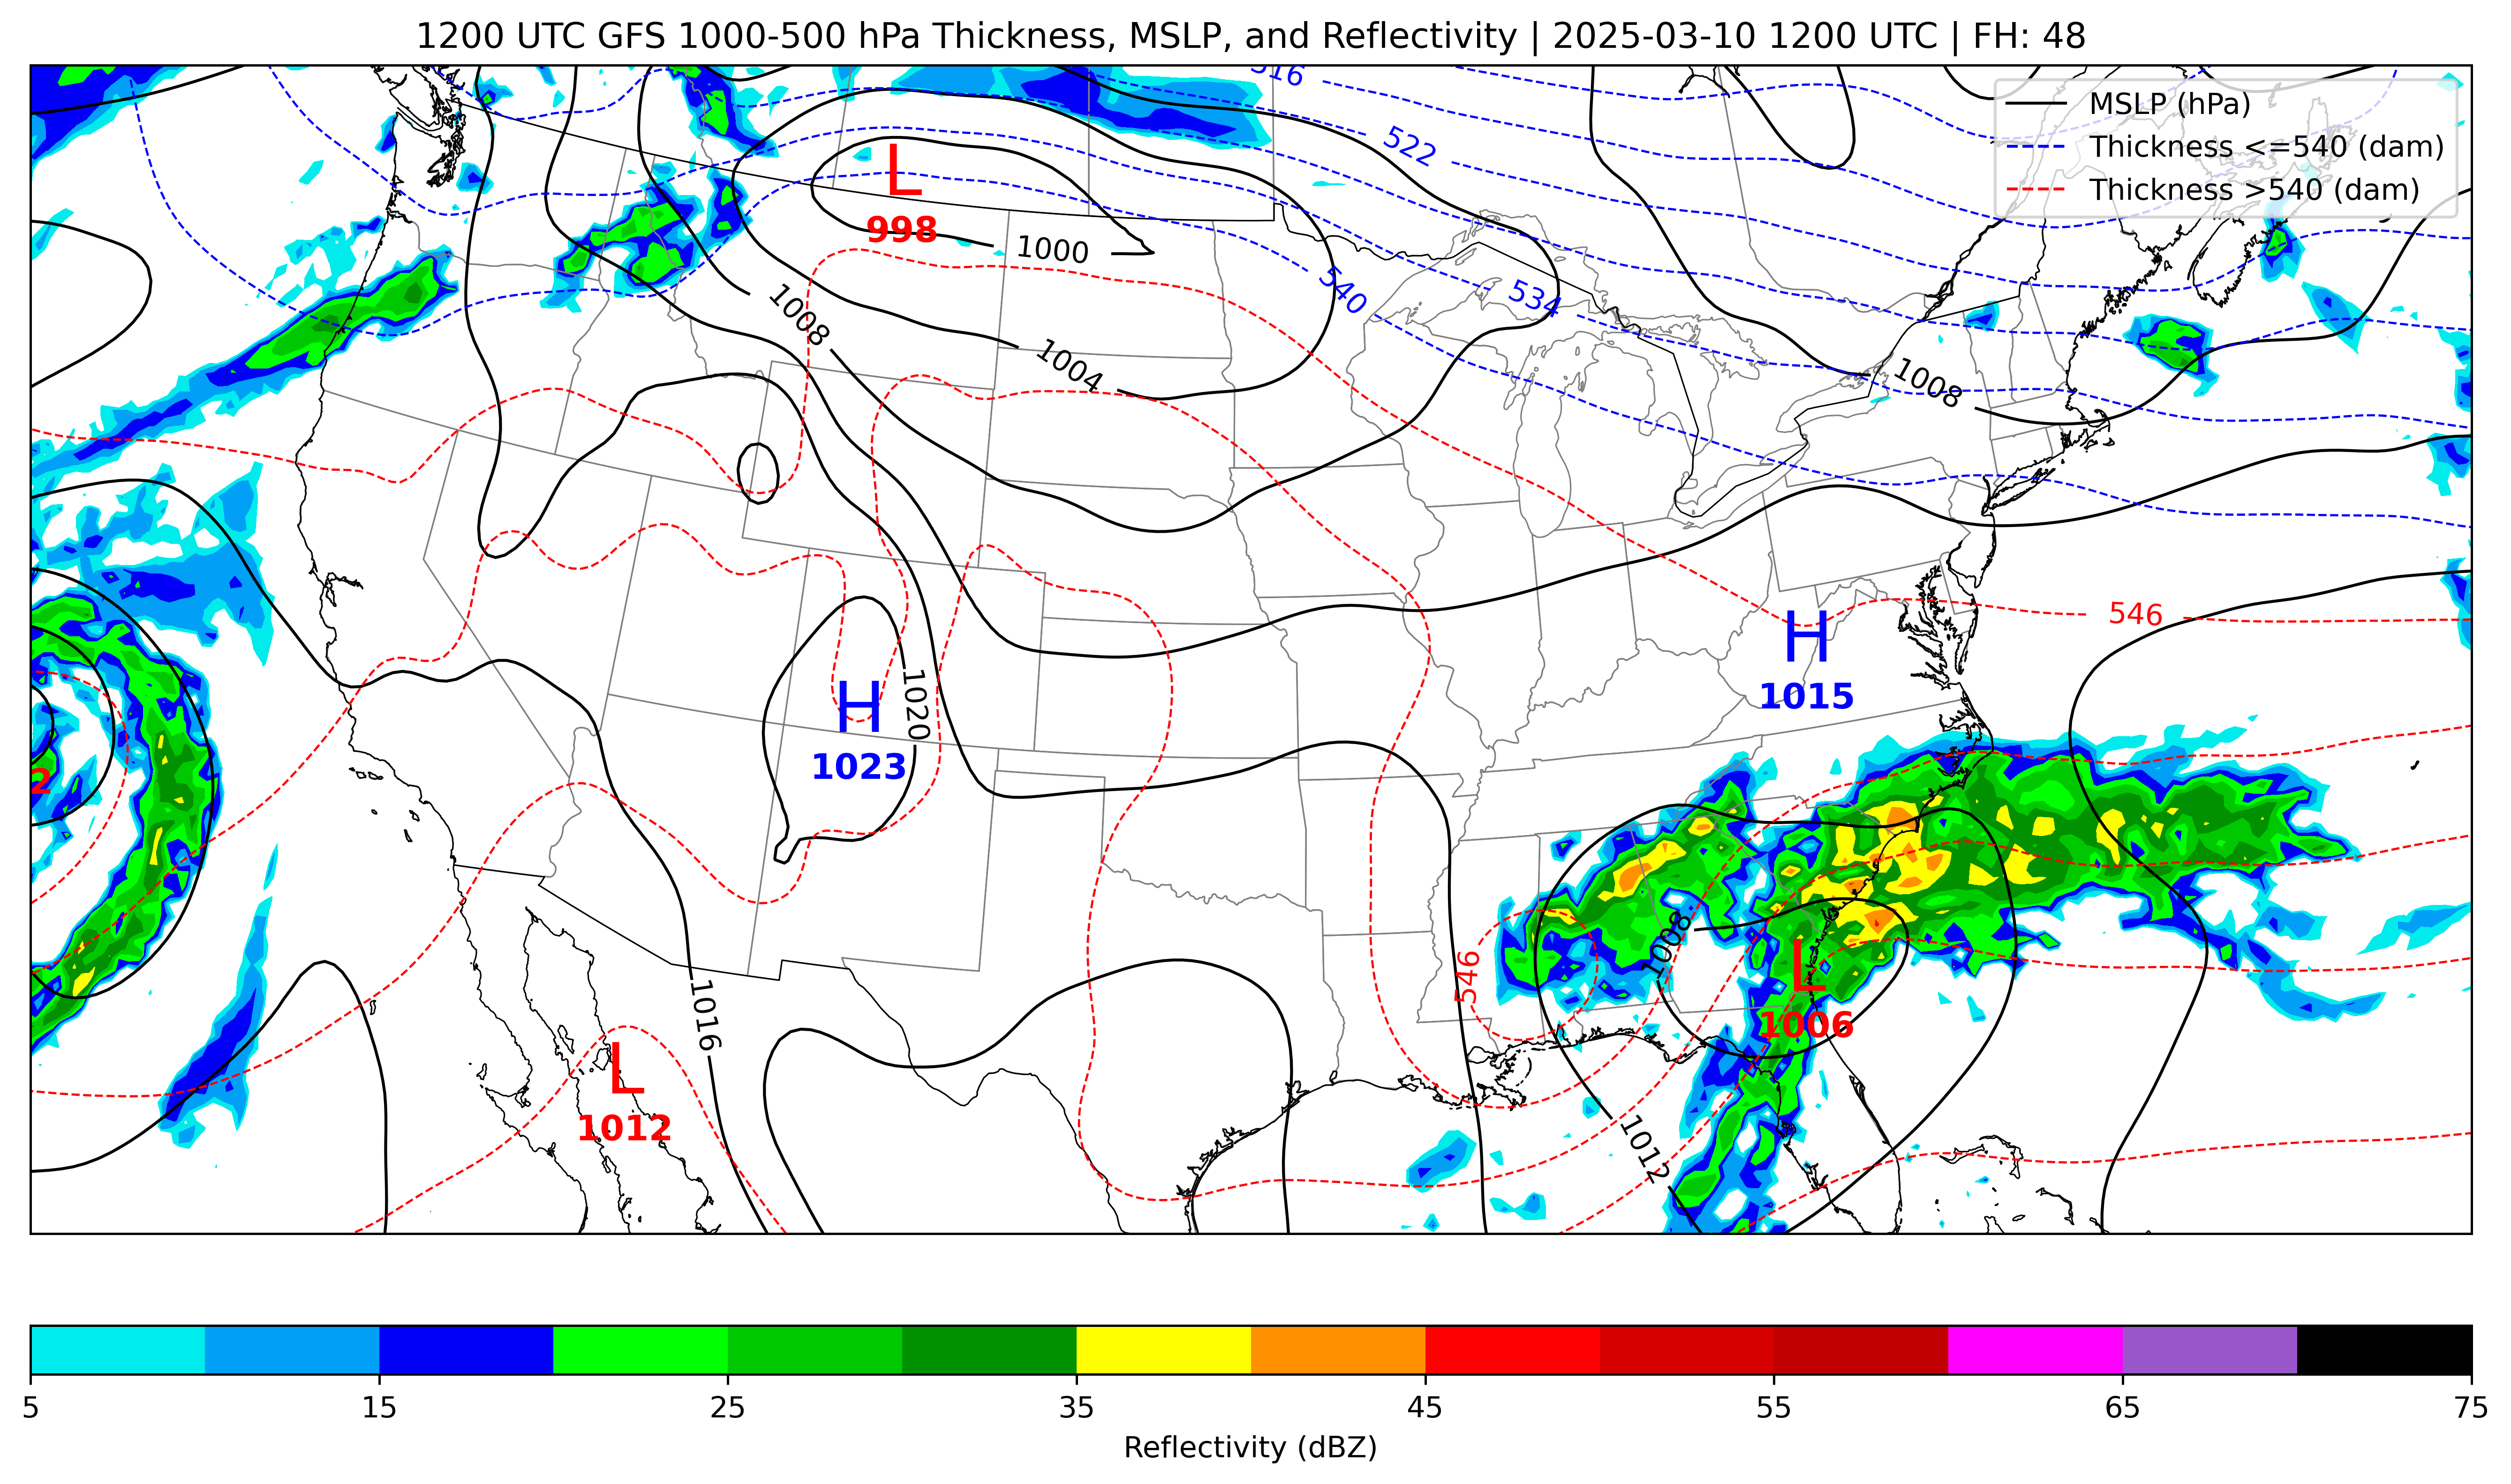 1200 UTC GFS 1000-500 hPa Thickness, MSLP, and Reflectivity | 2025-03-10 1200 UTC | FH: 48
516
MSLP (hPa)
Thickness <=540 (dam)
Thickness >540 (dam)
522
L
998
1000
540
534
1008
1004
1008
H
1015
546
H
1023
1020
2
1008
546
L
1006
1016
L
1012
1012
5
15
25
35
45
55
65
75
Reflectivity (dBZ)